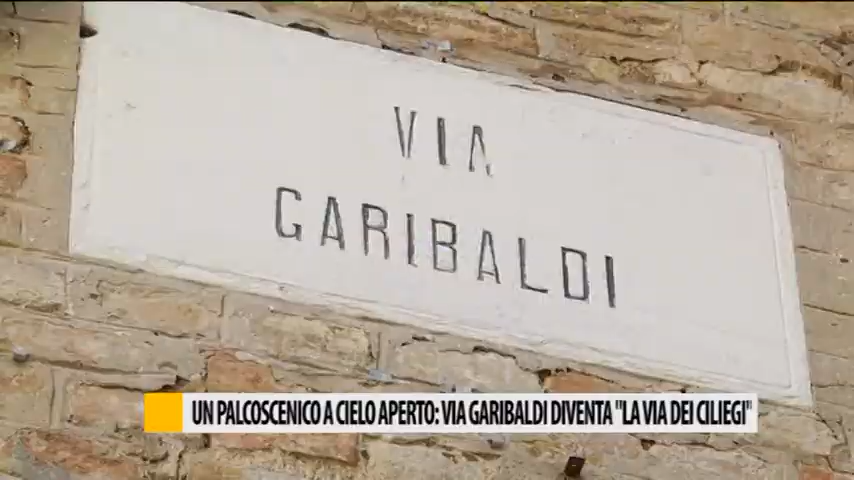 VIA
GARIBALDI
UN PALCOSCENICO A CIELO APERTO: VIA GARIBALDI DIVENTA "LA VIA DEI CILIEGI"